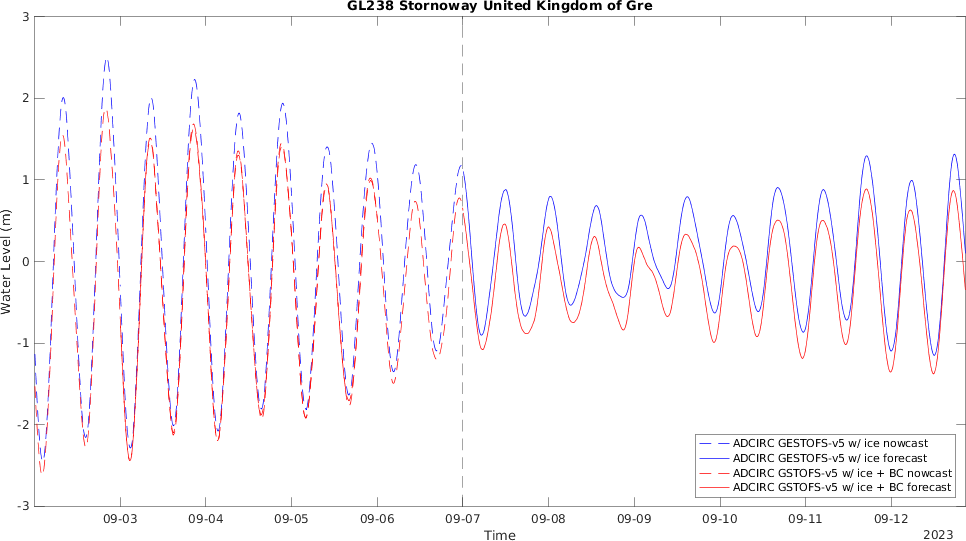 GL238 Stornoway United Kingdom of Gre
3
2
1
0
-1
-2
-3
Water Level (m)
09-03
09-04
09-05
09-06
09-07
09-08
09-09
09-10
09-11
09-12
Time
2023
ADCIRC GESTOFS-v5 w/ ice nowcast
ADCIRC GESTOFS-v5 w/ ice forecast
ADCIRC GSTOFS-v5 w/ ice + BC nowcast
ADCIRC GSTOFS-v5 w/ ice + BC forecast